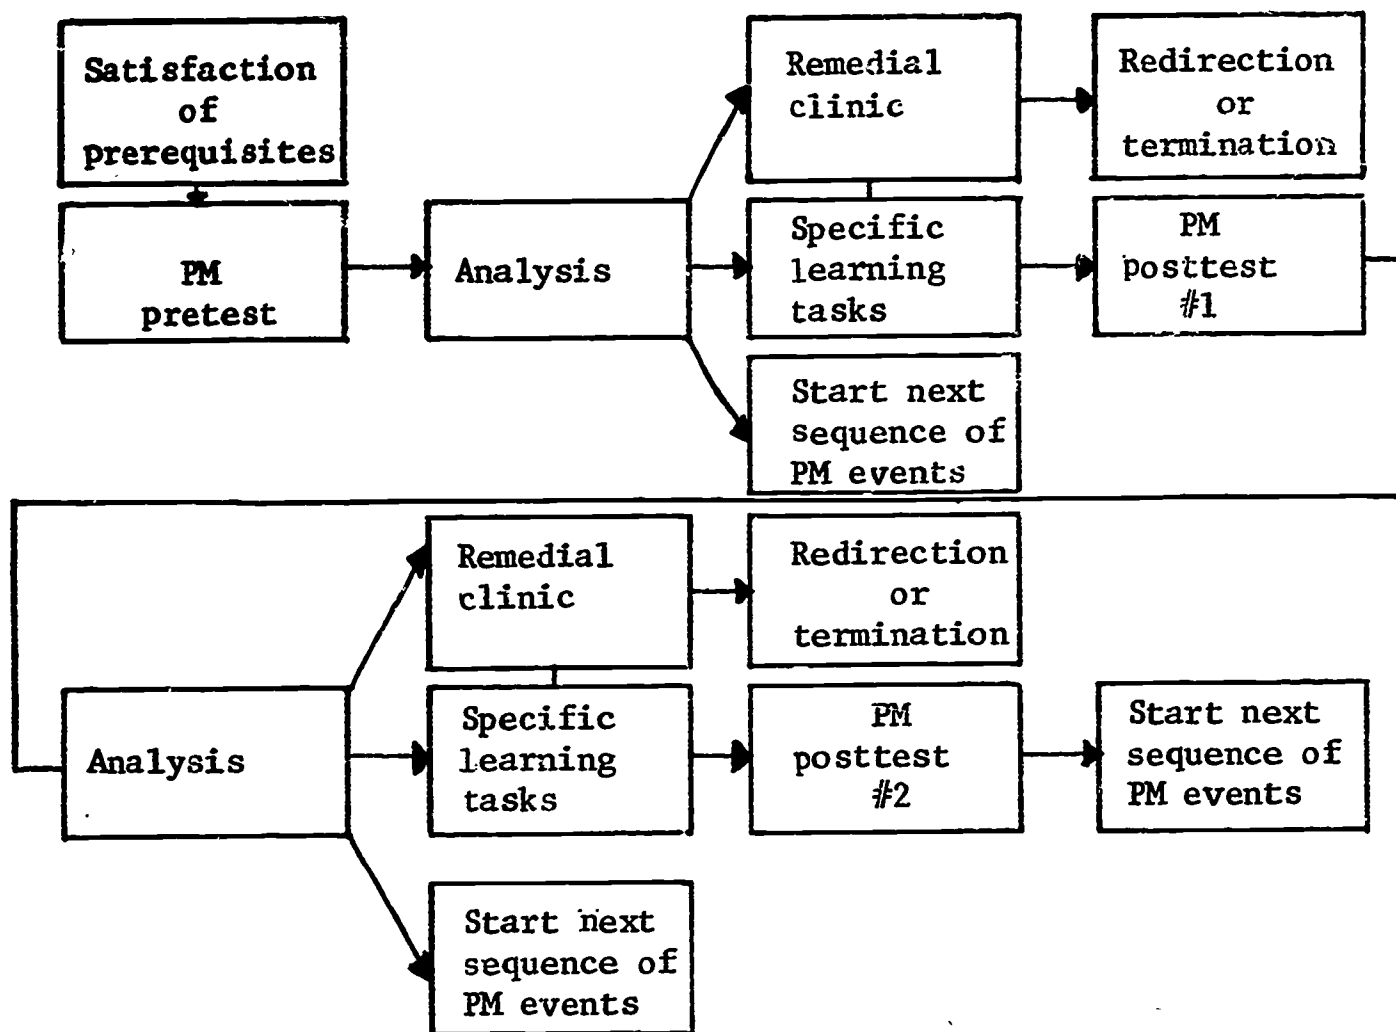 Satisfaction
of
prerequisites
PM
pretest
Analysis
Remedial
clinic
Redirection
or
termination
Specific
learning
tasks
PM
posttest
#1
Start next
sequence of
PM events
Remedial
clinic
Redirection
or
termination
Analysis
Specific
learning
tasks
PM
posttest
#2
Start next
sequence of
PM events
Start next
sequence of
PM events